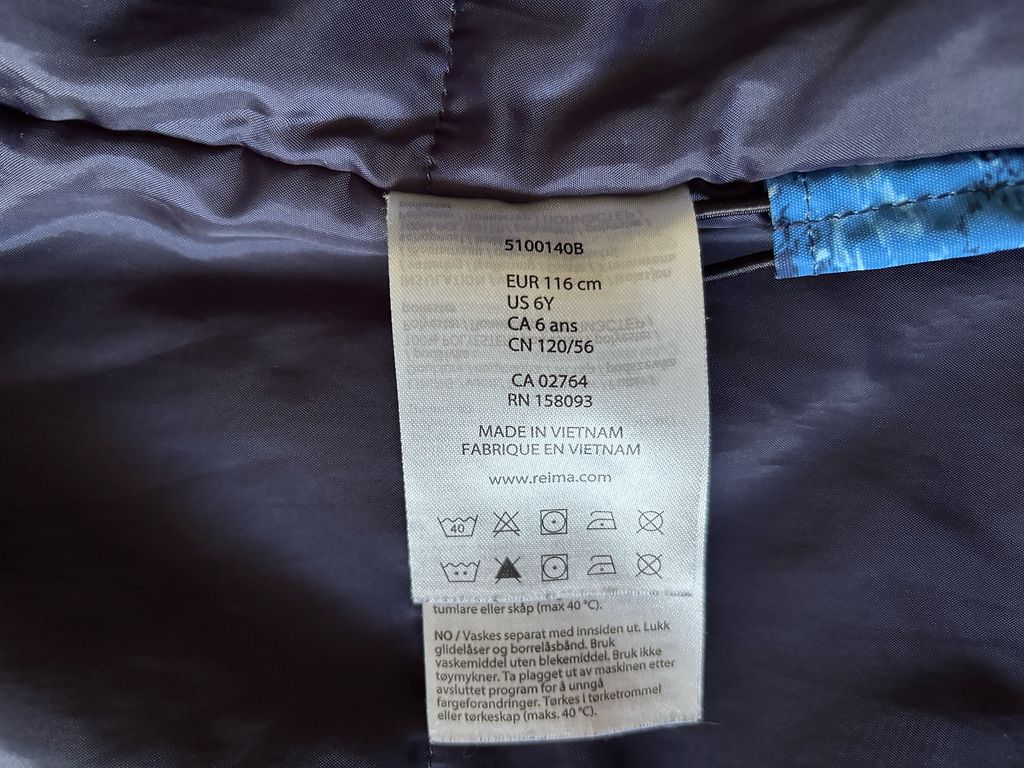 5100140B
EUR 116 cm
US 6Y
CA 6 ans
CN 120/56
CA 02764
RN 158093
MADE IN VIETNAM
FABRIQUE EN VIETNAM
www.reima.com
40
tumlare eller skåp (max 40 °C).
NO / Vaskes separat med innsiden ut. Lukk
glidelåser og borrelåsbånd. Bruk
vaskemiddel uten blekemiddel. Bruk ikke
tøymykner. Ta plagget ut av maskinen etter
avsluttet program for å unngå
fargeforandringer. Tørkes i tørketrommel
eller tørkeskap (maks. 40 °C).